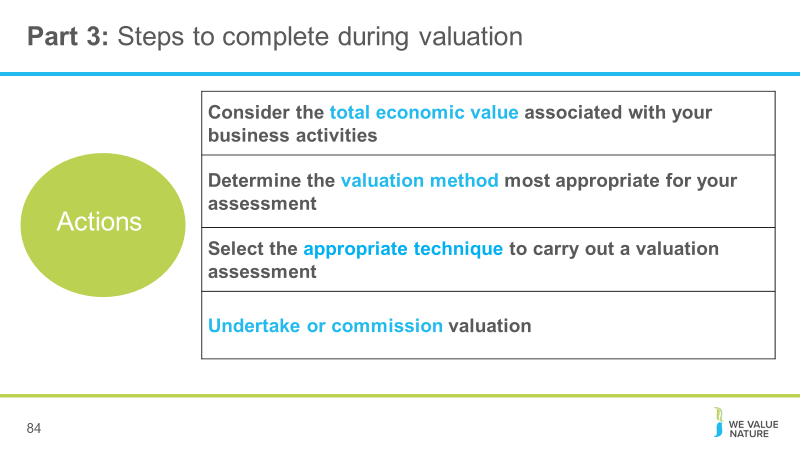 Part 3: Steps to complete during valuation
Actions
Consider the total economic value associated with your
business activities
Determine the valuation method most appropriate for your
assessment
Select the appropriate technique to carry out a valuation
assessment
Undertake or commission valuation
84
WE VALUE
NATURE